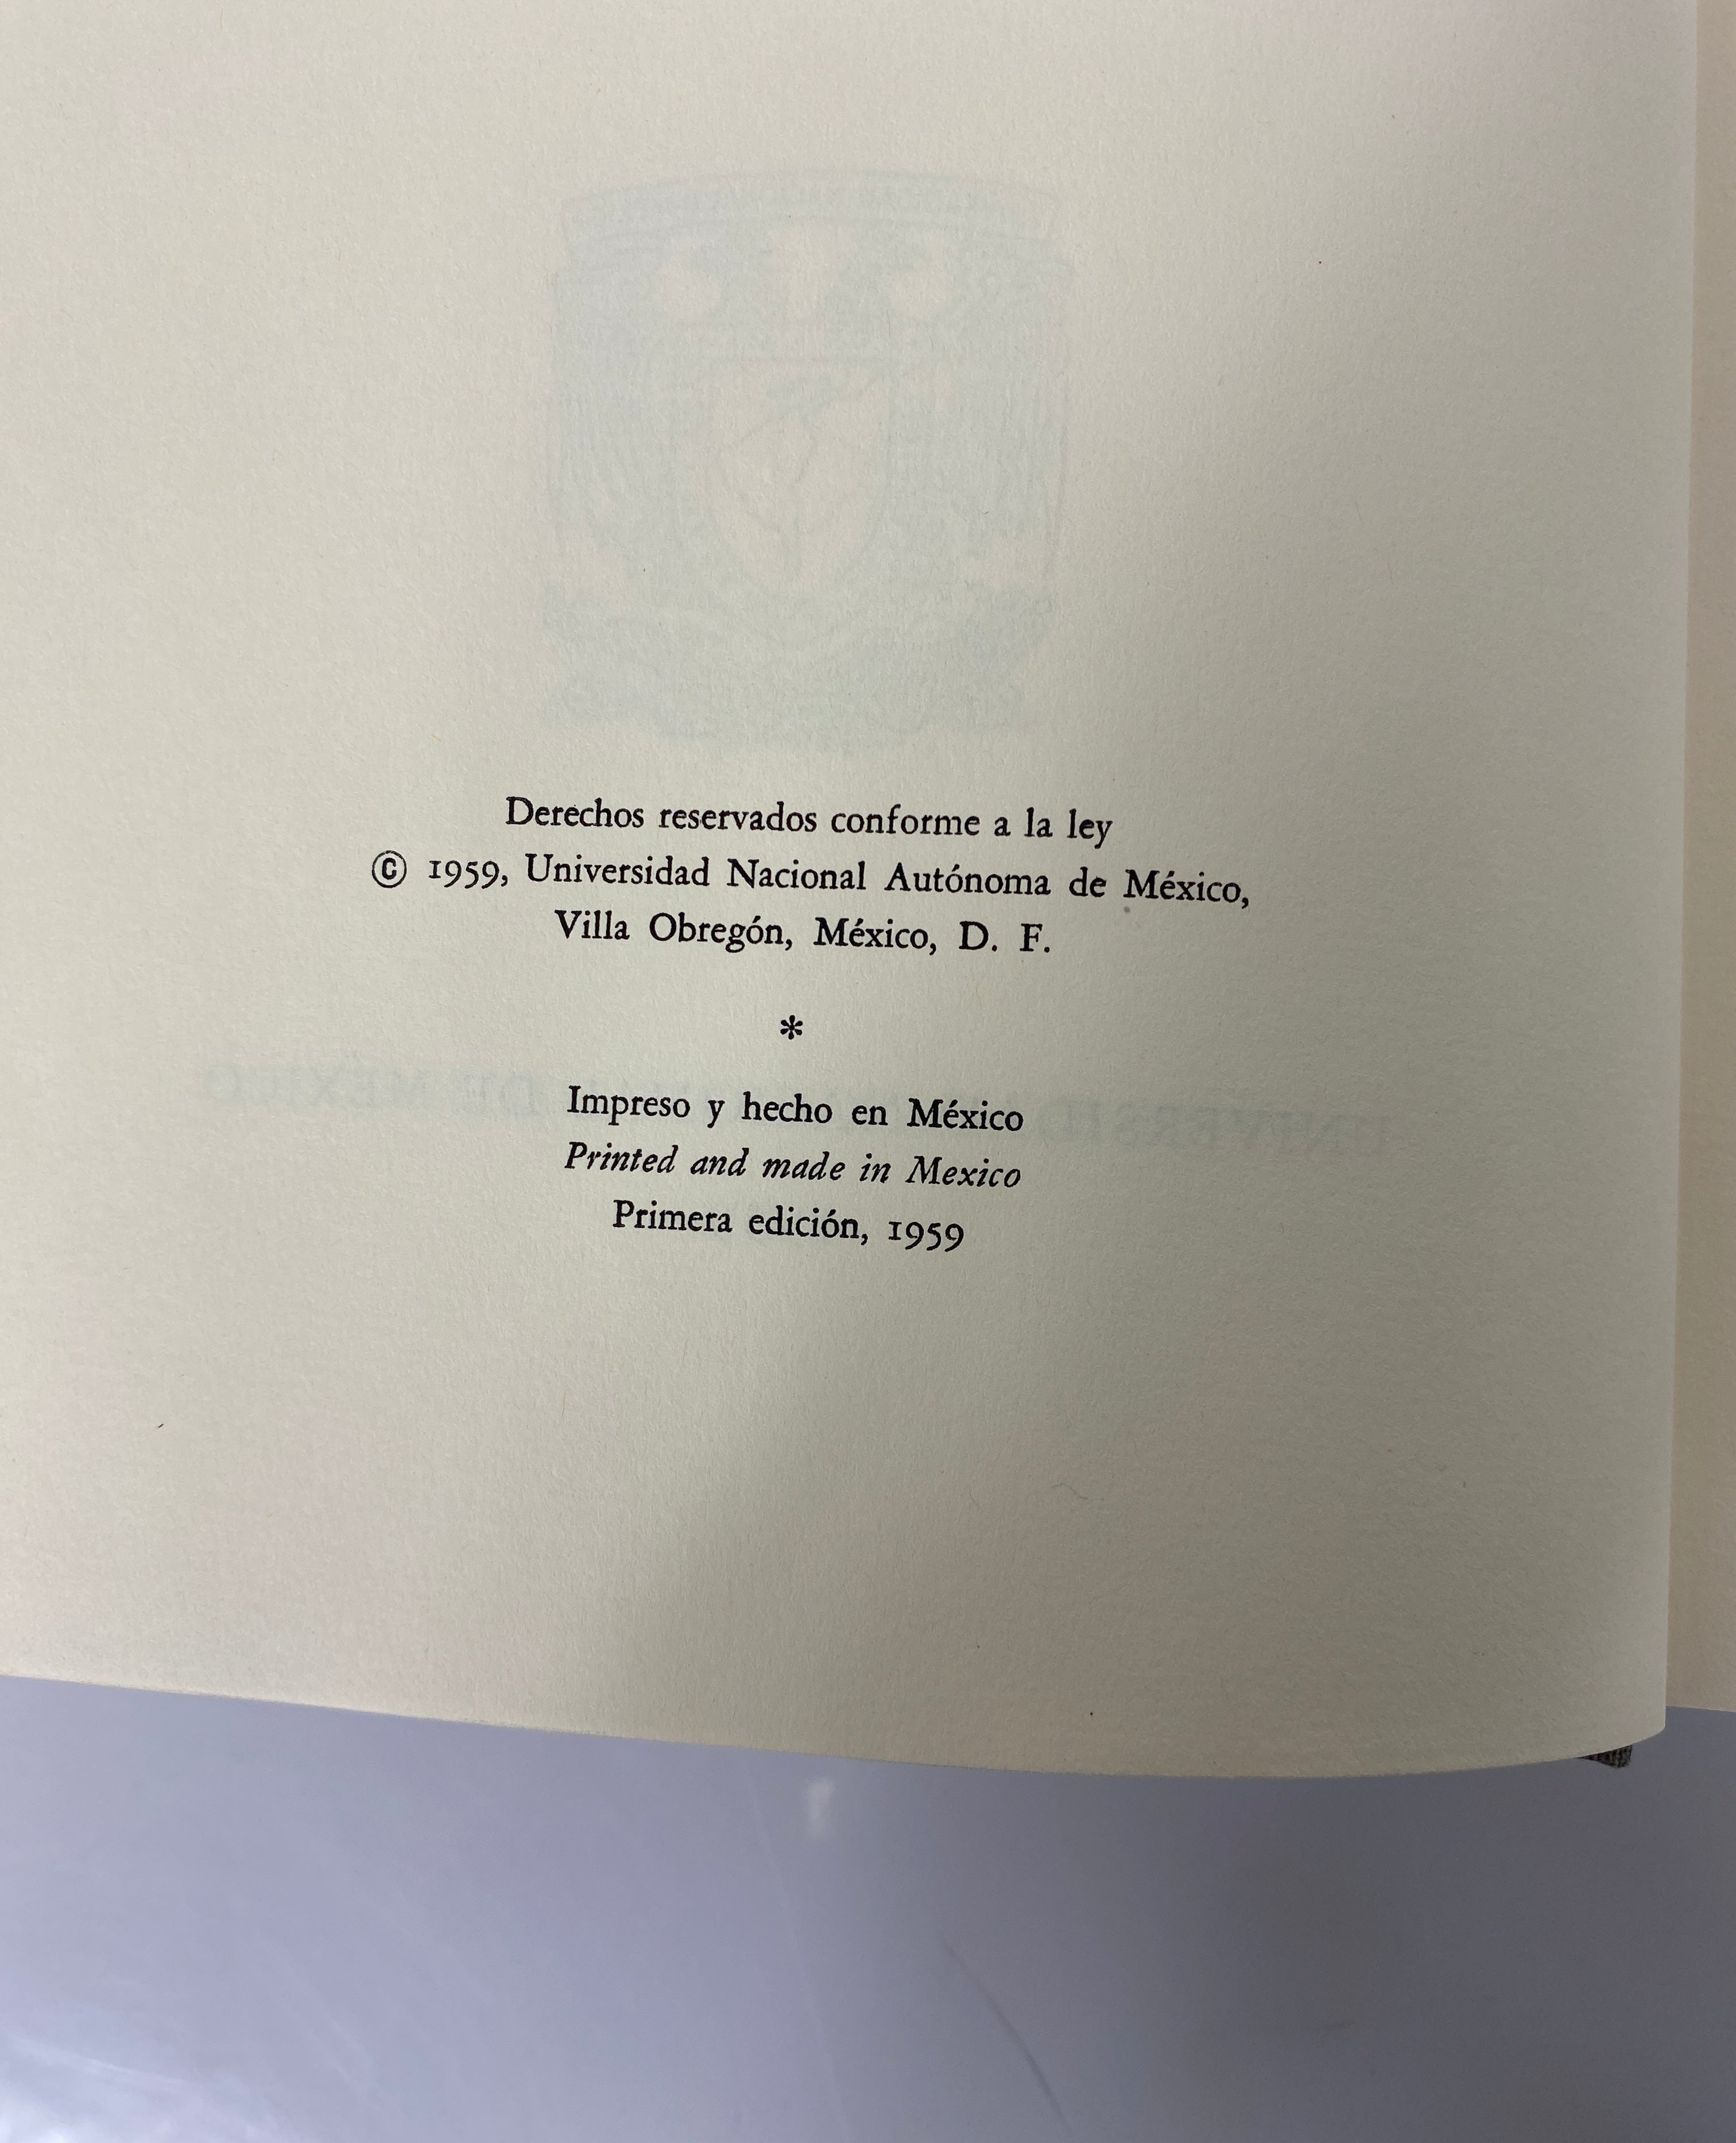 Derechos reservados conforme a la ley
© 1959, Universidad Nacional Autónoma de México,
Villa Obregón, México, D. F.
*
Impreso y hecho en México
Printed and made in Mexico
Primera edición, 1959